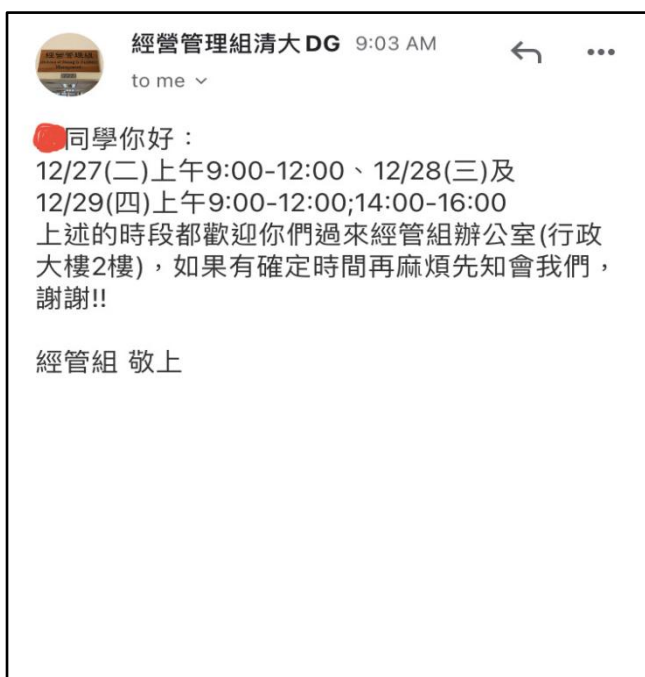 經營管理組清大DG 9:03 AM
to me
同學你好：
12/27(二)上午9:00-12:00、12/28(三)及
12/29(四)上午9:00-12:00;14:00-16:00
上述的時段都歡迎你們過來經管組辦公室(行政
大樓2樓)，如果有確定時間再麻煩先知會我們，
謝謝!!
經管組 敬上